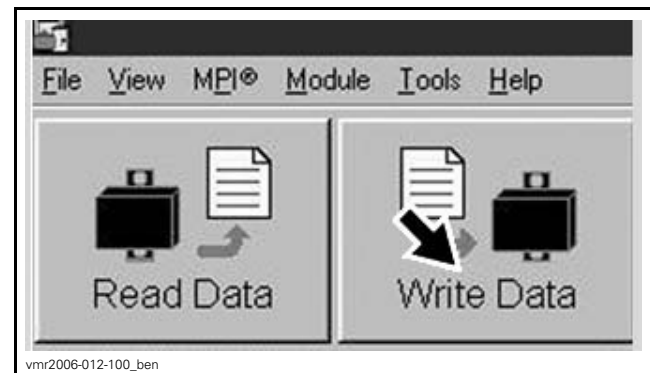 File View MPI® Module Tools Help
Read Data
Write Data
vmr2006-012-100_ben